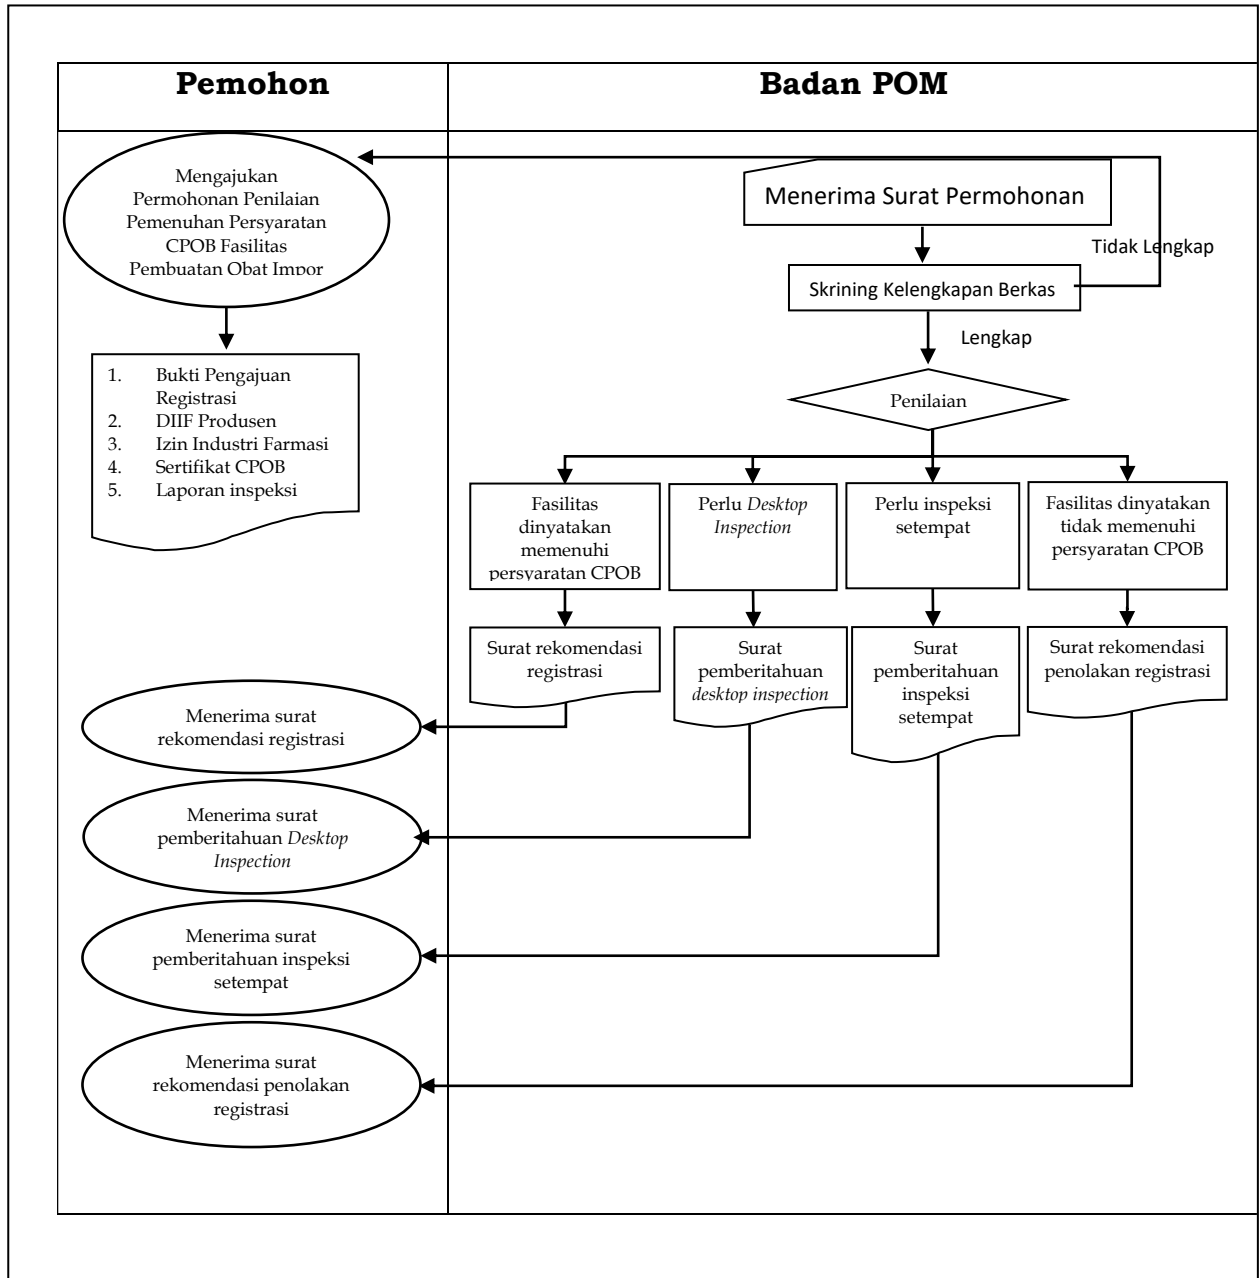 Pemohon
Badan POM
Mengajukan
Permohonan Penilaian
Pemenuhan Persyaratan
CPOB Fasilitas
Pembuatan Obat Impor
1. Bukti Pengajuan
Registrasi
2. DIIF Produsen
3. Izin Industri Farmasi
4. Sertifikat CPOB
5. Laporan inspeksi
Menerima Surat Permohonan
Tidak Lengkap
Skrining Kelengkapan Berkas
Lengkap
Penilaian
Fasilitas
dinyatakan
memenuhi
persyaratan CPOB
Perlu Desktop
Inspection
Perlu inspeksi
setempat
Fasilitas dinyatakan
tidak memenuhi
persyaratan CPOB
Surat rekomendasi
registrasi
Surat
pemberitahuan
desktop inspection
Surat
pemberitahuan
inspeksi
setempat
Surat rekomendasi
penolakan registrasi
Menerima surat
rekomendasi registrasi
Menerima surat
pemberitahuan Desktop
Inspection
Menerima surat
pemberitahuan inspeksi
setempat
Menerima surat
rekomendasi penolakan
registrasi